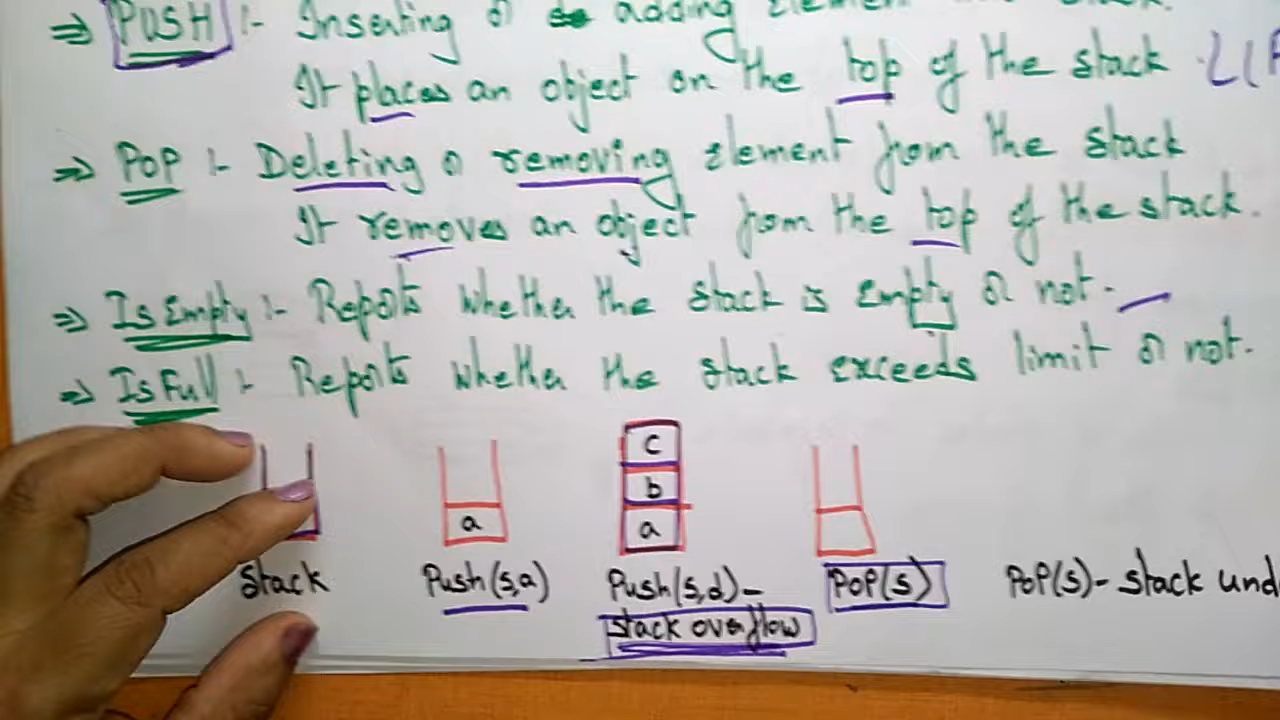 ⇒ PUSH :- Inserting or adding element
It places an object on the top of the stack . L(
⇒ POP :- Deleting or removing element from the stack
It removes an object from the top of the stack.
⇒ IsEmpty :- Reports whether the stack is empty or not.
⇒ IsFull :- Reports whether the stack exceeds limit or not.
c
b
a a
Stack Push(s,a) Push(s,d)- POP(s) POP(s)- stack und
stack overflow